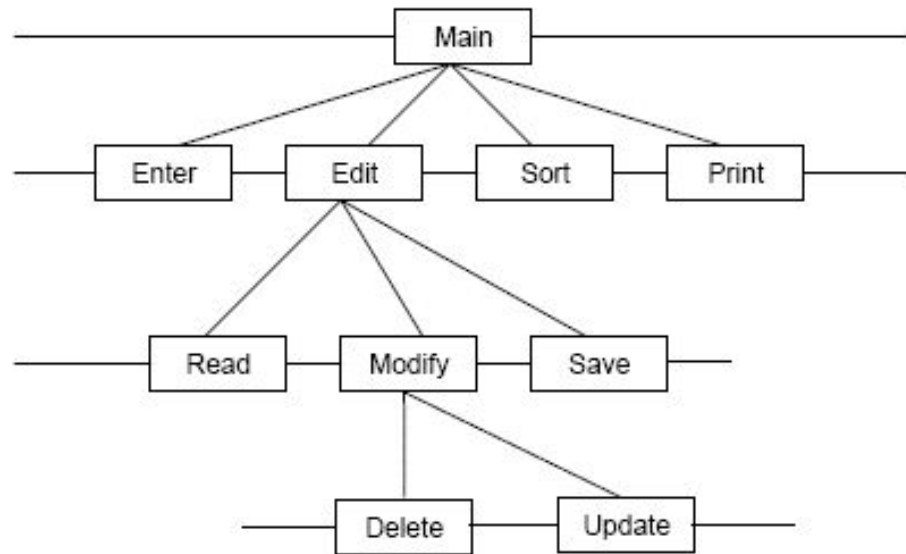 Main
Enter Edit Sort Print
Read Modify Save
Delete Update